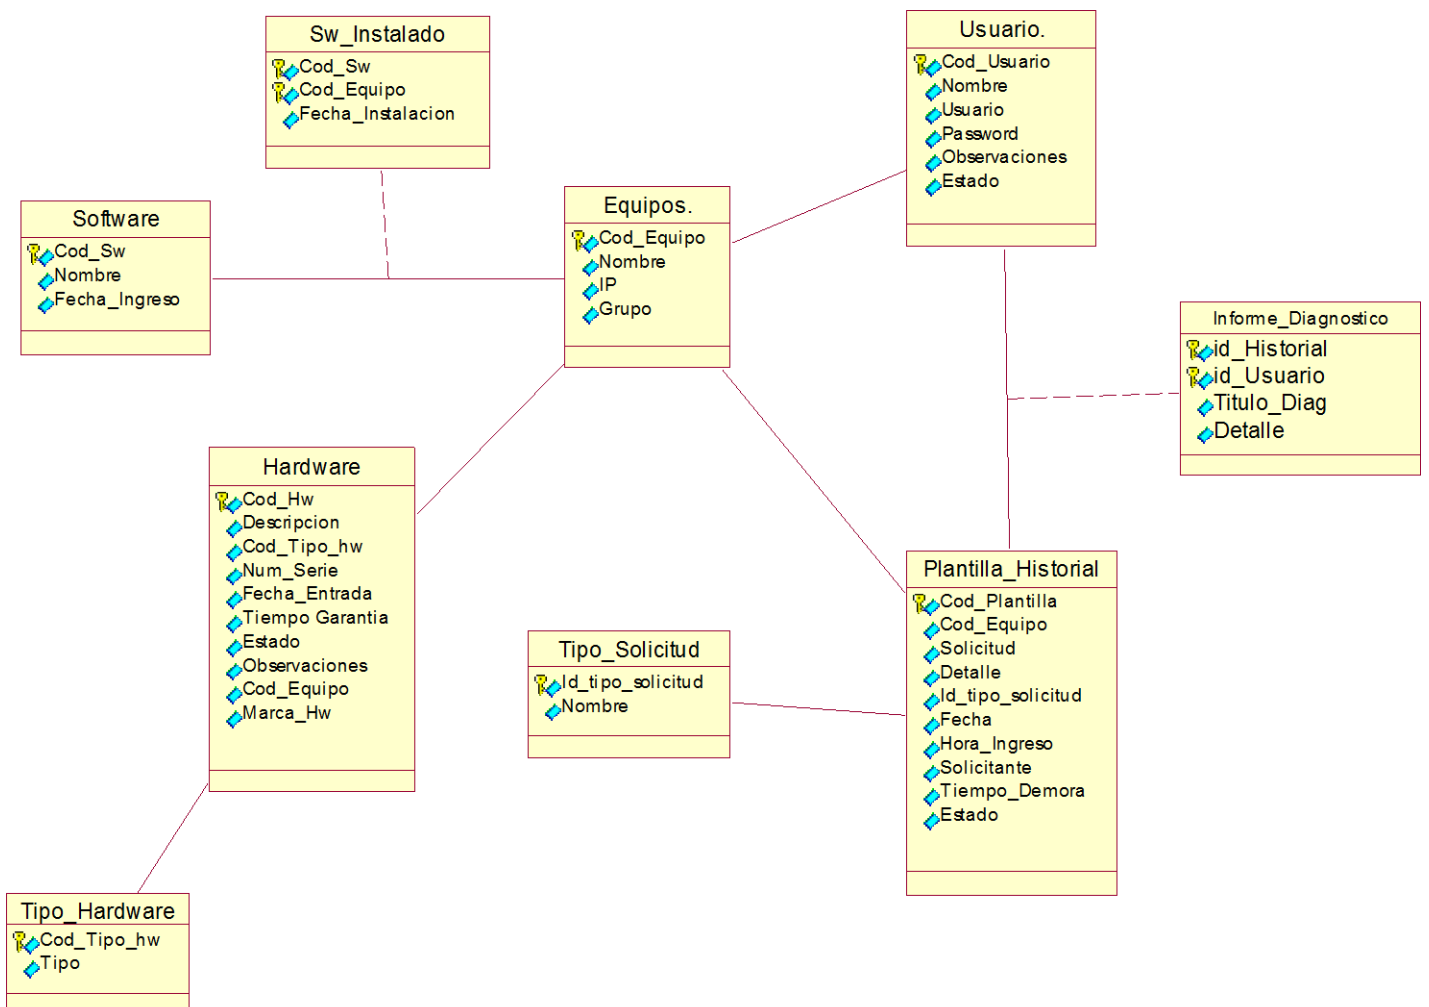 Sw_Instalado
Cod_Sw
Cod_Equipo
Fecha_Instalacion
Usuario.
Cod_Usuario
Nombre
Usuario
Password
Observaciones
Estado
Software
Cod_Sw
Nombre
Fecha_Ingreso
Equipos.
Cod_Equipo
Nombre
IP
Grupo
Informe_Diagnostico
id_Historial
id_Usuario
Titulo_Diag
Detalle
Hardware
Cod_Hw
Descripcion
Cod_Tipo_hw
Num_Serie
Fecha_Entrada
Tiempo Garantia
Estado
Observaciones
Cod_Equipo
Marca_Hw
Plantilla_Historial
Cod_Plantilla
Cod_Equipo
Solicitud
Detalle
Id_tipo_solicitud
Fecha
Hora_Ingreso
Solicitante
Tiempo_Demora
Estado
Tipo_Solicitud
Id_tipo_solicitud
Nombre
Tipo_Hardware
Cod_Tipo_hw
Tipo